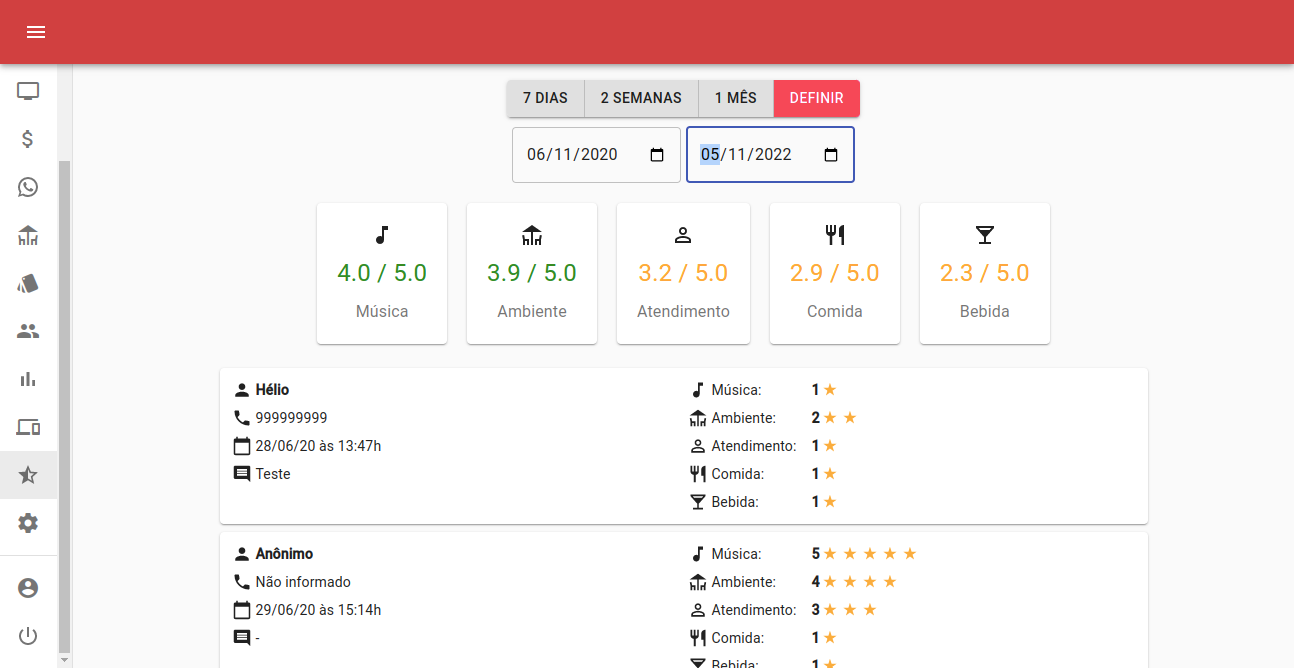 7 DIAS 2 SEMANAS 1 MÊS DEFINIR
06/11/2020 05/11/2022
4.0 / 5.0 3.9 / 5.0 3.2 / 5.0 2.9 / 5.0 2.3 / 5.0
Música Ambiente Atendimento Comida Bebida
Hélio
999999999
28/06/20 às 13:47h
Teste
Música: 1
Ambiente: 2
Atendimento: 1
Comida: 1
Bebida: 1
Anônimo
Não informado
29/06/20 às 15:14h
-
Música: 5
Ambiente: 4
Atendimento: 3
Comida: 1
Bebida: 1